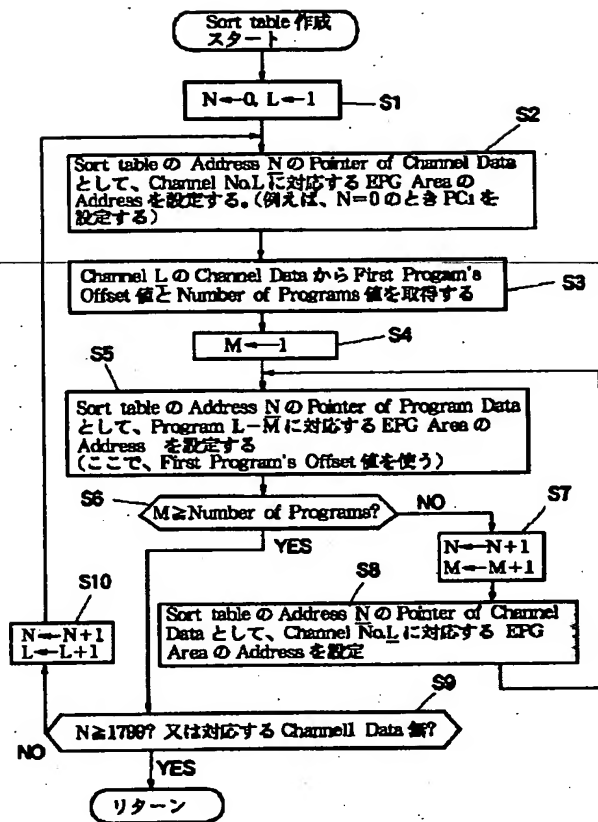 Sort table 作成
スタート
N←0, L←1
S1
S2
Sort table の Address N の Pointer of Channel Data
として、Channel No.L に対応する EPG Area の
Address を設定する。(例えば、N=0 のとき PC1 を
設定する)
Channel L の Channel Data から First Progam's
Offset 値と Number of Programs 値を取得する
S3
M←1
S4
S5
Sort table の Address N の Pointer of Program Data
として、Program L-M に対応する EPG Area の
Address を設定する
(ここで、First Program's Offset 値を使う)
S6
M≧Number of Programs?
NO
YES
S7
N←N+1
M←M+1
S8
Sort table の Address N の Pointer of Channel
Data として、Channel No.L に対応する EPG
Area の Address を設定
S10
N←N+1
L←L+1
S9
N≧1799? 又は対応する Channell Data 無?
NO
YES
リターン